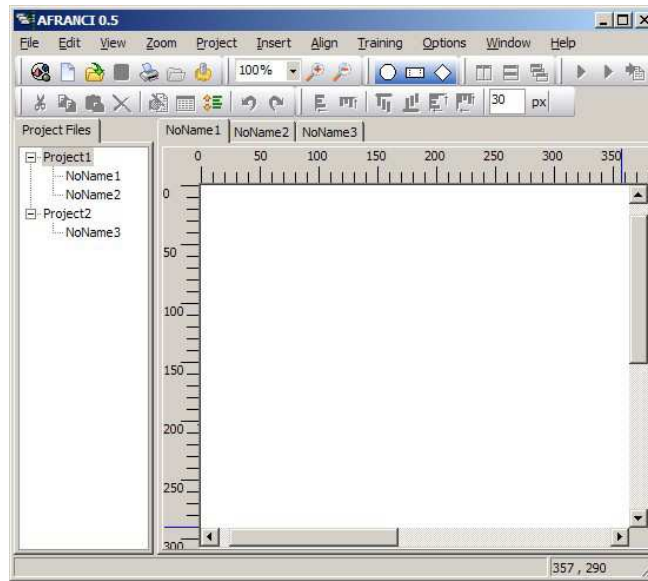 AFRANCI 0.5
File Edit View Zoom Project Insert Align Training Options Window Help
100%
30 px
Project Files NoName1 NoName2 NoName3
Project1
NoName1
NoName2
Project2
NoName3
0 50 100 150 200 250 300 350
0
50
100
150
200
250
300
357 , 290